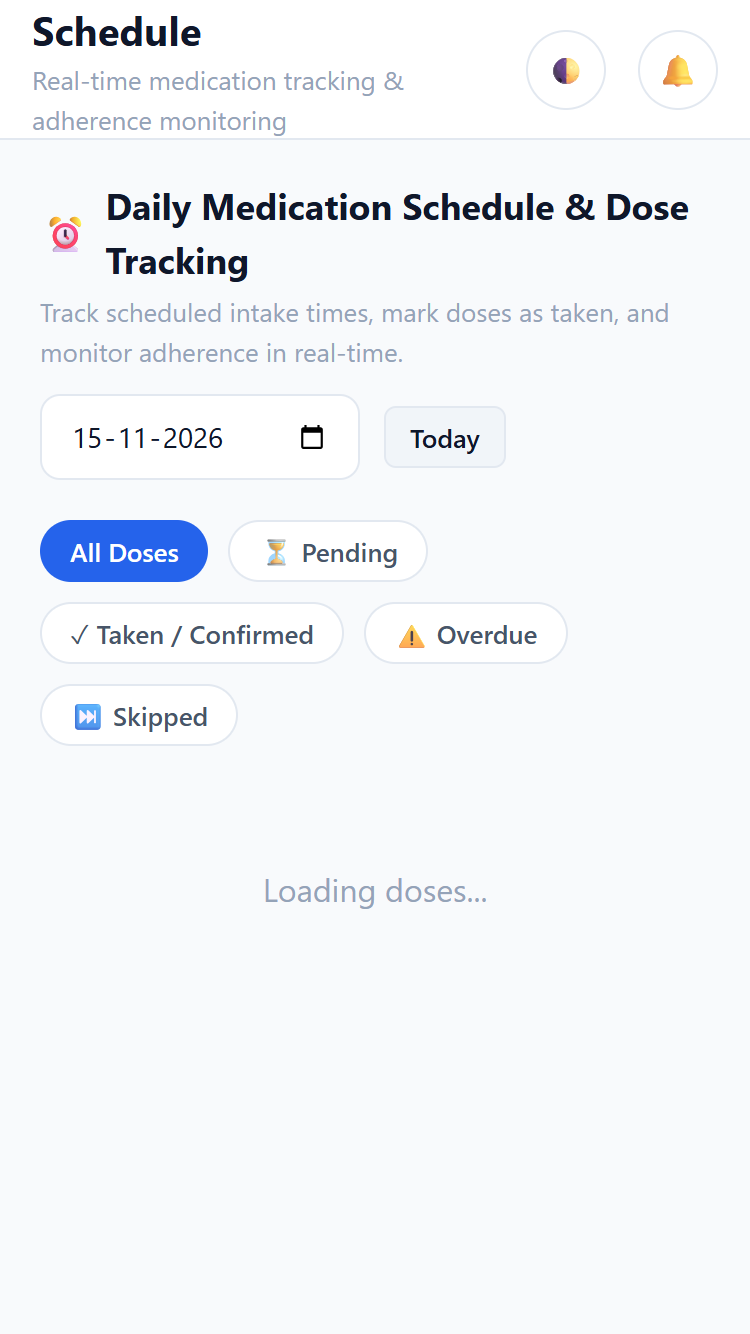 Schedule
Real-time medication tracking &
adherence monitoring
Daily Medication Schedule & Dose
Tracking
Track scheduled intake times, mark doses as taken, and
monitor adherence in real-time.
15-11-2026
Today
All Doses
⏳ Pending
✓ Taken / Confirmed
⚠️ Overdue
⏭️ Skipped
Loading doses...